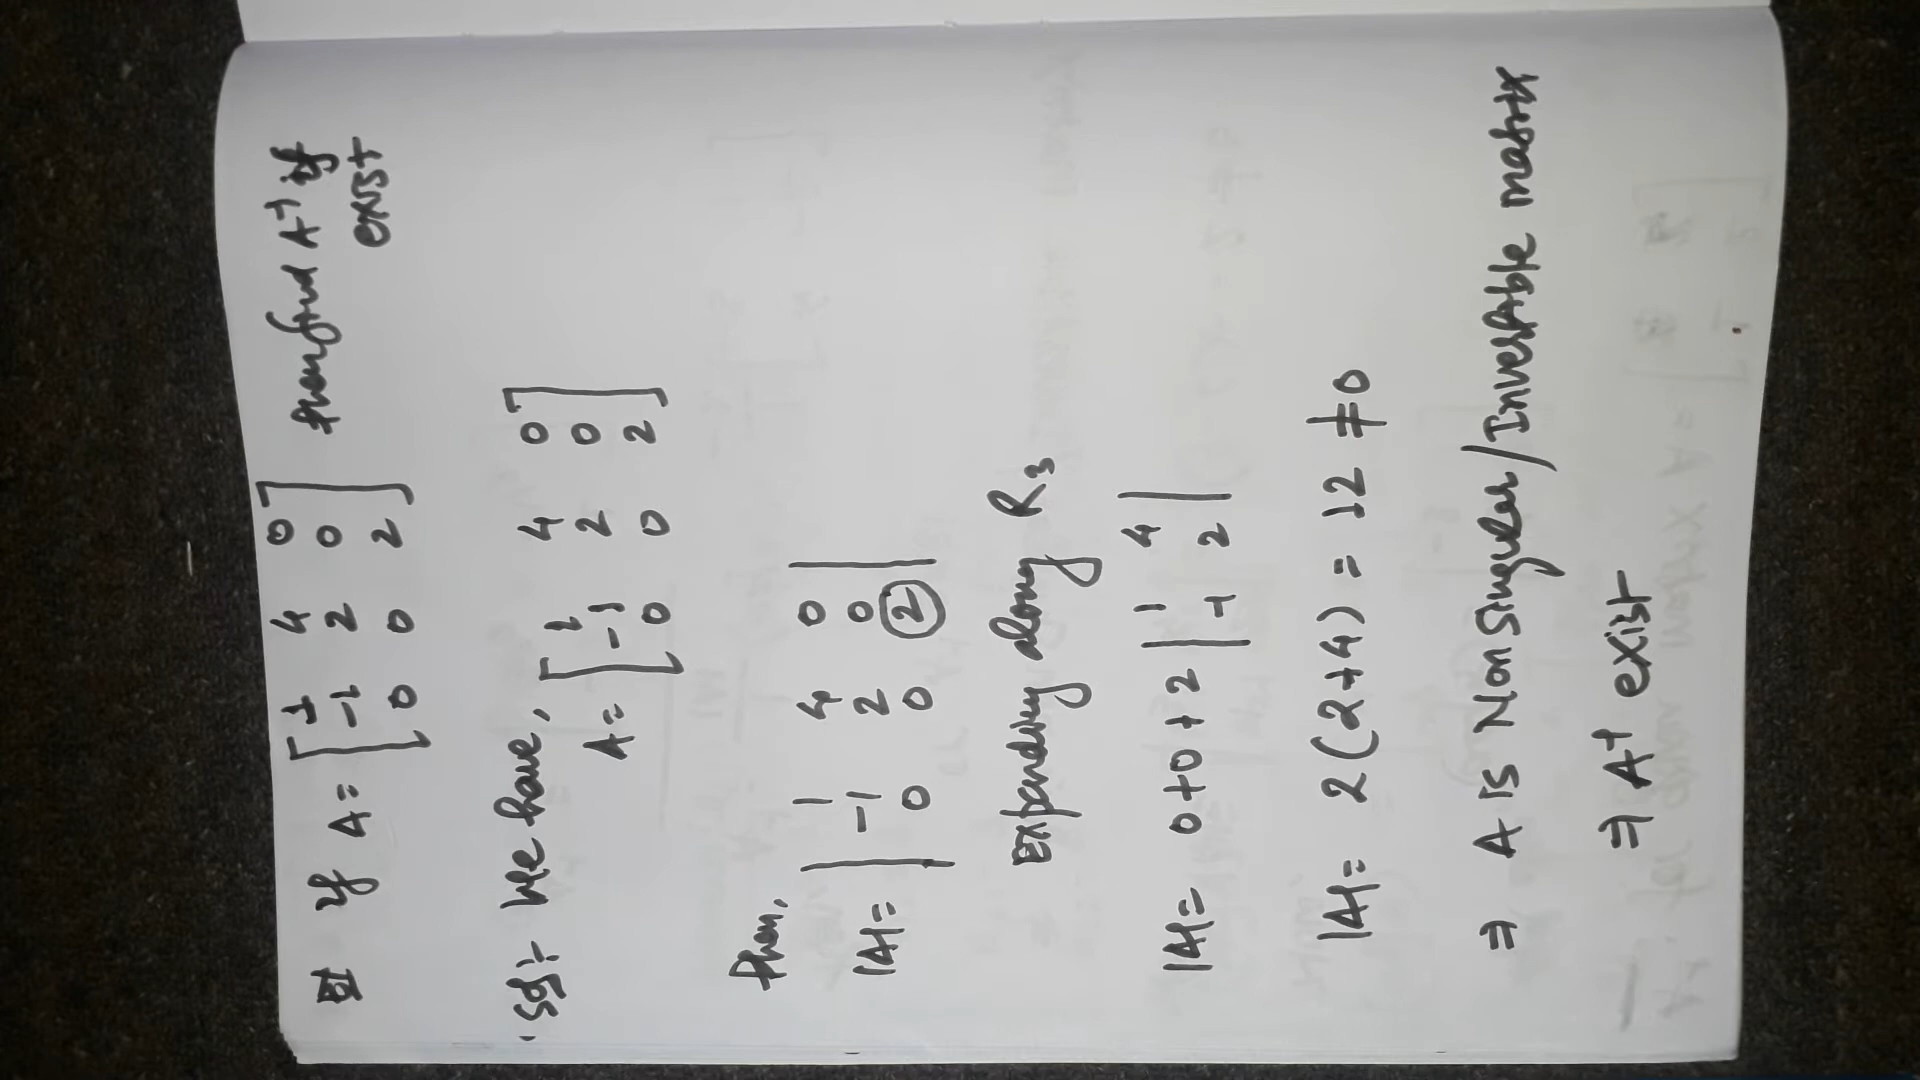 Ex If A = [1 4 0 then find A⁻¹ if
-1 2 0 exist
0 0 2]
Sol:- We have,
A = [1 4 0
-1 2 0
0 0 2]
then,
|A| = |1 4 0
-1 2 0
0 0 2|
Expanding along R₃
|A| = 0+0+2 |1 4
-1 2|
|A| = 2(2+4) = 12 ≠ 0
⇒ A is Non Singular/Invertible matrix
⇒ A⁻¹ exist